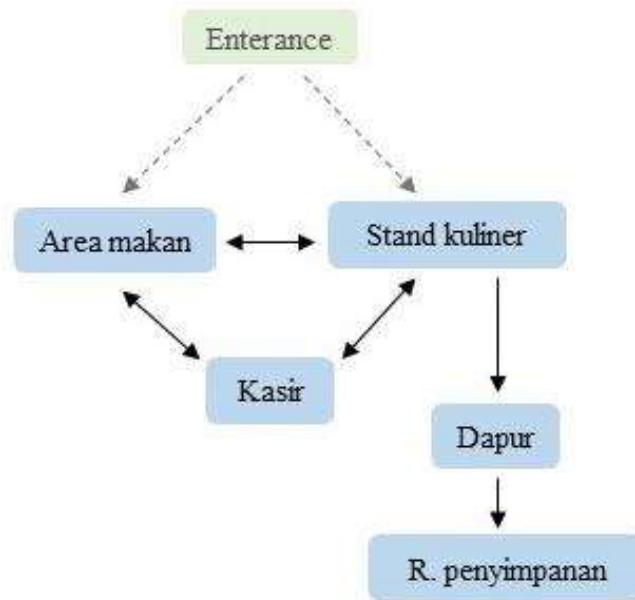 Enterance
Area makan
Stand kuliner
Kasir
Dapur
R. penyimpanan